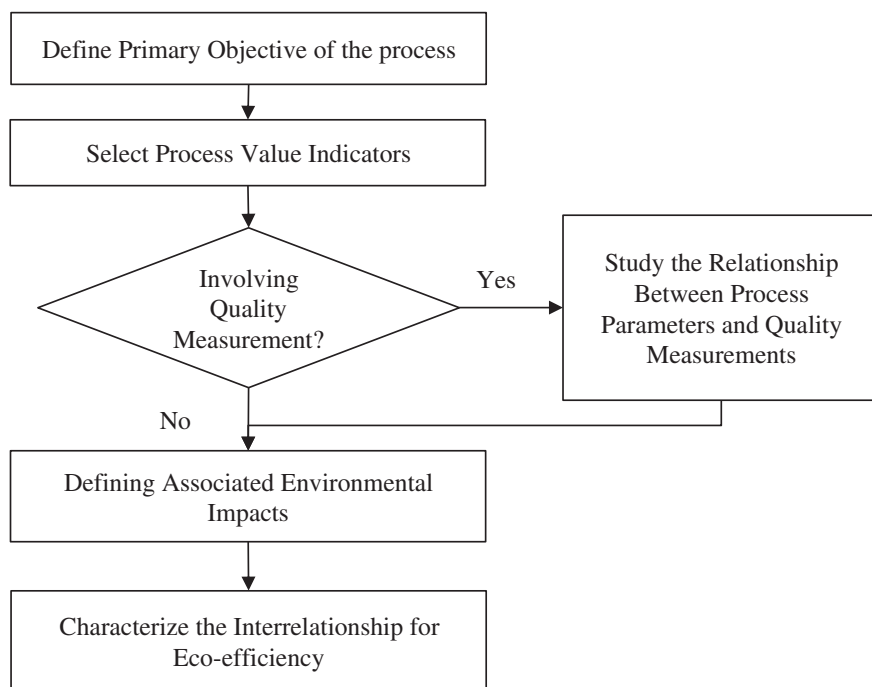 Define Primary Objective of the process
Select Process Value Indicators
Involving
Quality
Measurement?
Yes
Study the Relationship
Between Process
Parameters and Quality
Measurements
No
Defining Associated Environmental
Impacts
Characterize the Interrelationship for
Eco-efficiency